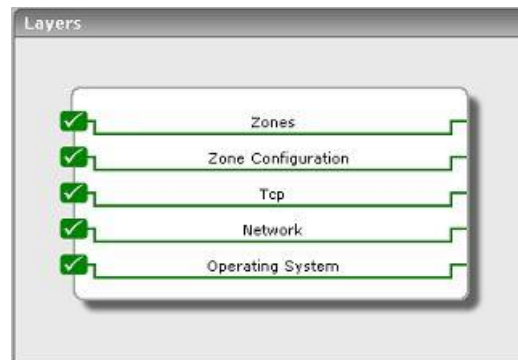 Layers
Zones
Zone Configuration
Tcp
Network
Operating System